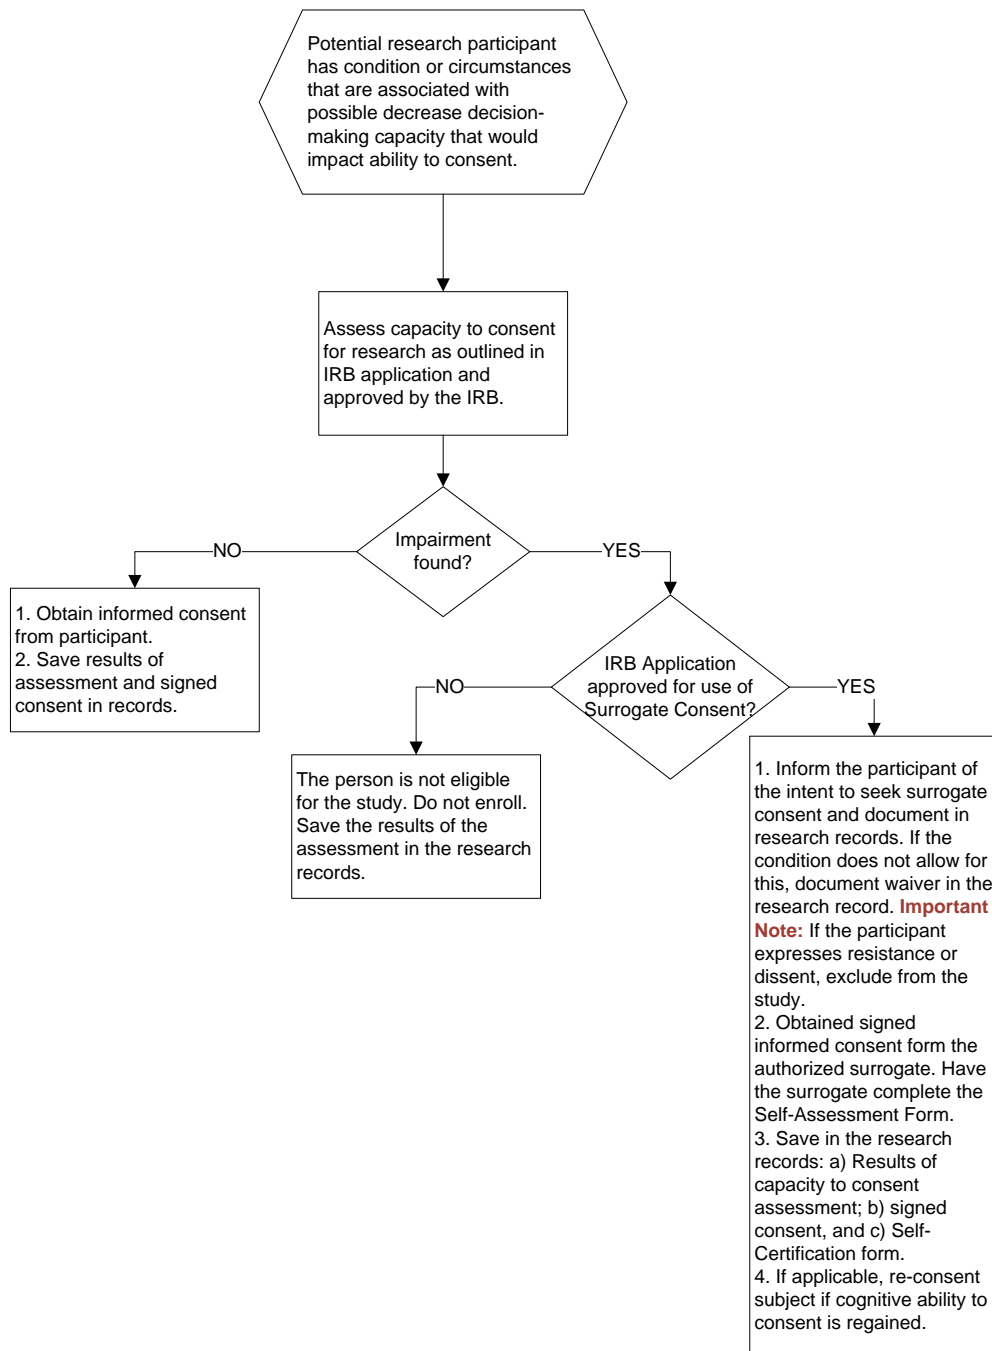 Potential research participant
has condition or circumstances
that are associated with
possible decrease decision-
making capacity that would
impact ability to consent.
Assess capacity to consent
for research as outlined in
IRB application and
approved by the IRB.
Impairment
found?
NO
YES
1. Obtain informed consent
from participant.
2. Save results of
assessment and signed
consent in records.
IRB Application
approved for use of
Surrogate Consent?
NO
YES
The person is not eligible
for the study. Do not enroll.
Save the results of the
assessment in the research
records.
1. Inform the participant of
the intent to seek surrogate
consent and document in
research records. If the
condition does not allow for
this, document waiver in the
research record. Important
Note: If the participant
expresses resistance or
dissent, exclude from the
study.
2. Obtained signed
informed consent form the
authorized surrogate. Have
the surrogate complete the
Self-Assessment Form.
3. Save in the research
records: a) Results of
capacity to consent
assessment; b) signed
consent, and c) Self-
Certification form.
4. If applicable, re-consent
subject if cognitive ability to
consent is regained.